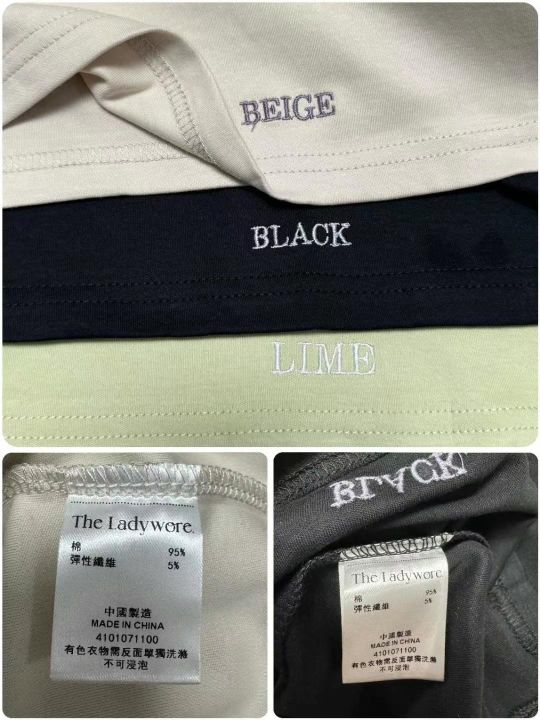 BEIGE
BLACK
LIME
The Ladywore.
棉 95%
彈性纖維 5%
中國製造
MADE IN CHINA
4101071100
有色衣物需反面單獨洗滌
不可浸泡
BLACK
The Ladywore.
棉 95%
彈性纖維 5%
中國製造
MADE IN CHINA
4101071100
有色衣物需反面單獨洗滌
不可浸泡